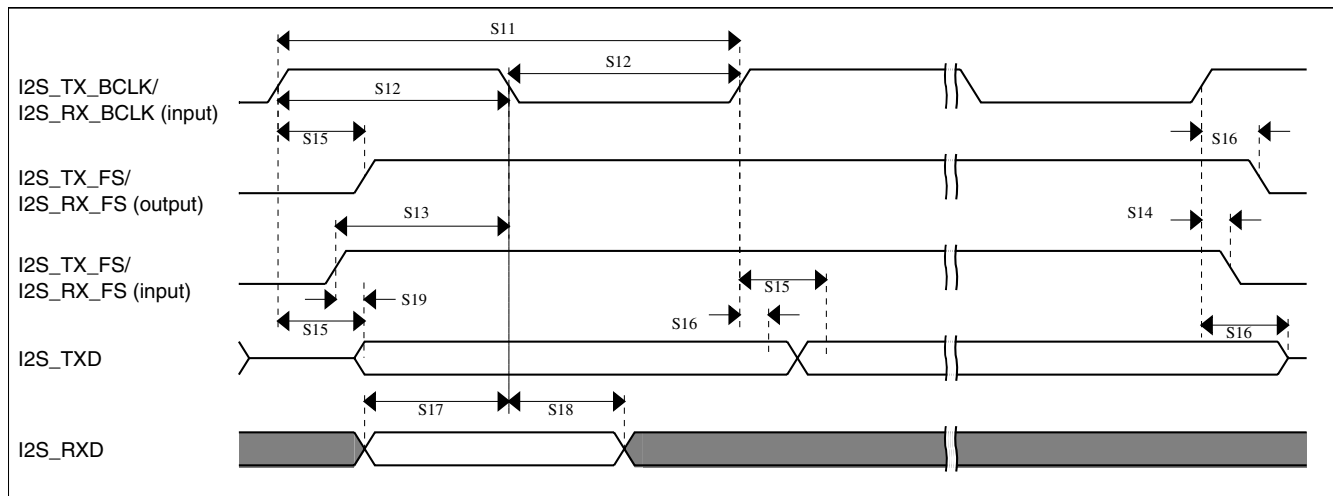 S11
I2S_TX_BCLK/
I2S_RX_BCLK (input)
S12
S12
S15
S16
I2S_TX_FS/
I2S_RX_FS (output)
S13
S14
I2S_TX_FS/
I2S_RX_FS (input)
S19
S15
S15
S16
S16
I2S_TXD
S17
S18
I2S_RXD